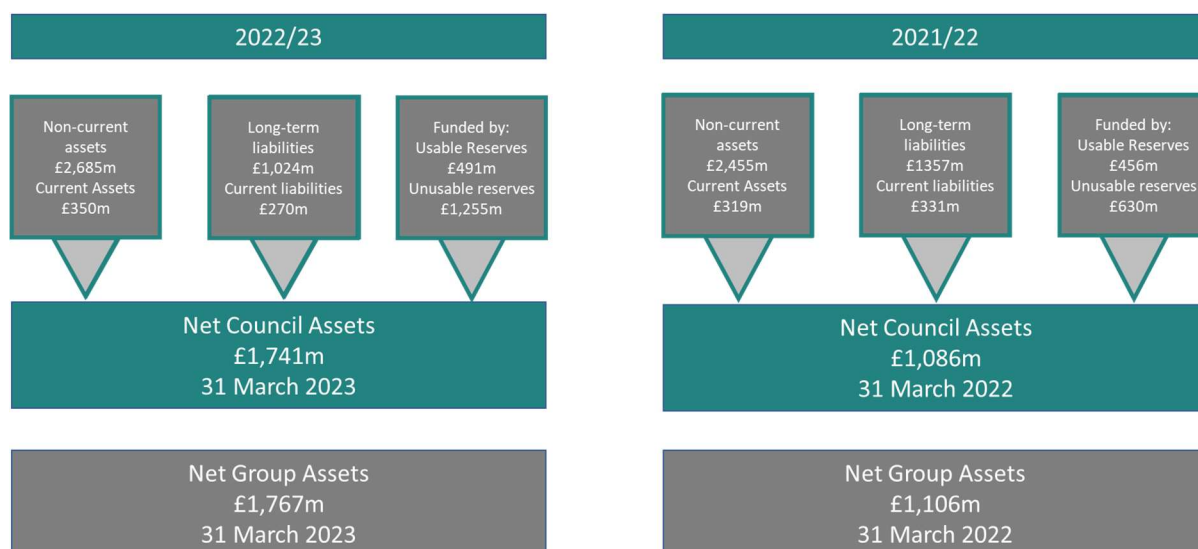 2022/23
Non-current
assets
£2,685m
Current Assets
£350m
Long-term
liabilities
£1,024m
Current liabilities
£270m
Funded by:
Usable Reserves
£491m
Unusable reserves
£1,255m
Net Council Assets
£1,741m
31 March 2023
Net Group Assets
£1,767m
31 March 2023
2021/22
Non-current
assets
£2,455m
Current Assets
£319m
Long-term
liabilities
£1357m
Current liabilities
£331m
Funded by:
Usable Reserves
£456m
Unusable reserves
£630m
Net Council Assets
£1,086m
31 March 2022
Net Group Assets
£1,106m
31 March 2022